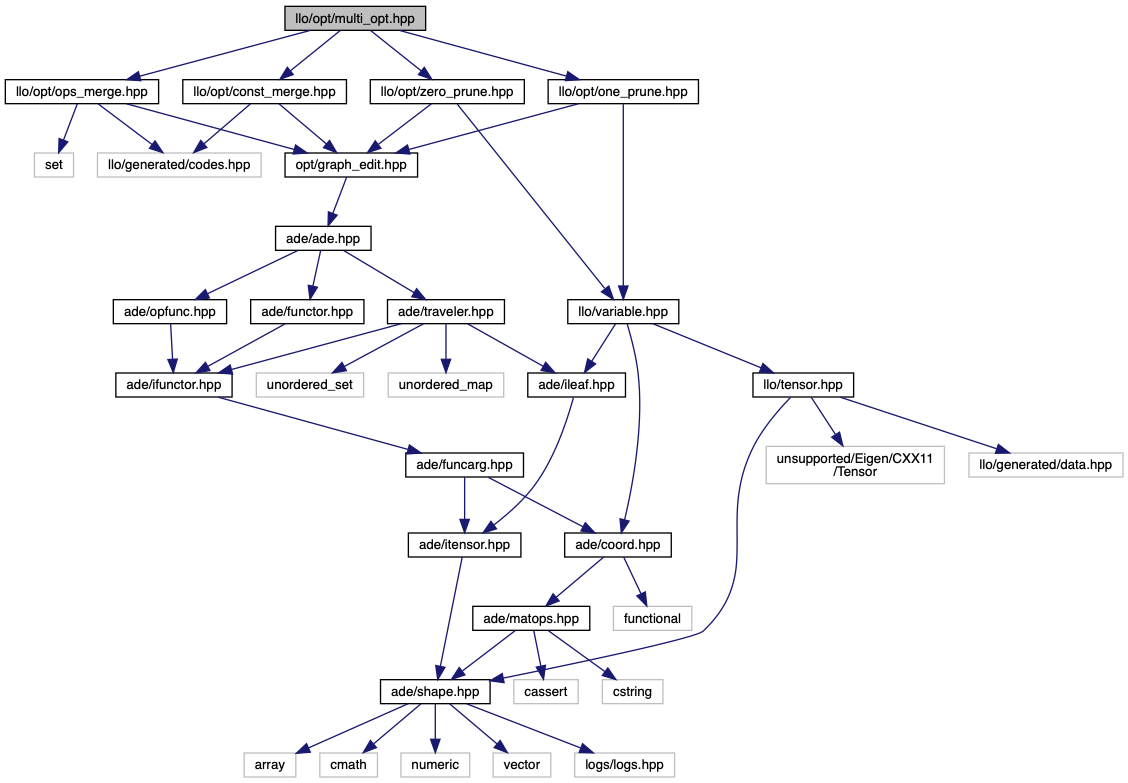 llo/opt/multi_opt.hpp
llo/opt/ops_merge.hpp
llo/opt/const_merge.hpp
llo/opt/zero_prune.hpp
llo/opt/one_prune.hpp
set
llo/generated/codes.hpp
opt/graph_edit.hpp
ade/ade.hpp
ade/opfunc.hpp
ade/functor.hpp
ade/traveler.hpp
llo/variable.hpp
ade/ifunctor.hpp
unordered_set
unordered_map
ade/ileaf.hpp
llo/tensor.hpp
ade/funcarg.hpp
unsupported/Eigen/CXX11
/Tensor
llo/generated/data.hpp
ade/itensor.hpp
ade/coord.hpp
ade/matops.hpp
functional
ade/shape.hpp
cassert
cstring
array
cmath
numeric
vector
logs/logs.hpp